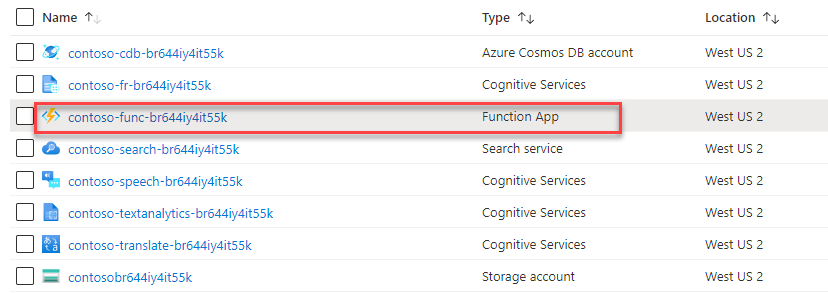 Name ↑↓ Type ↑↓ Location ↑↓
contoso-cdb-br644iy4it55k Azure Cosmos DB account West US 2
contoso-fr-br644iy4it55k Cognitive Services West US 2
contoso-func-br644iy4it55k Function App West US 2
contoso-search-br644iy4it55k Search service West US 2
contoso-speech-br644iy4it55k Cognitive Services West US 2
contoso-textanalytics-br644iy4it55k Cognitive Services West US 2
contoso-translate-br644iy4it55k Cognitive Services West US 2
contosobr644iy4it55k Storage account West US 2